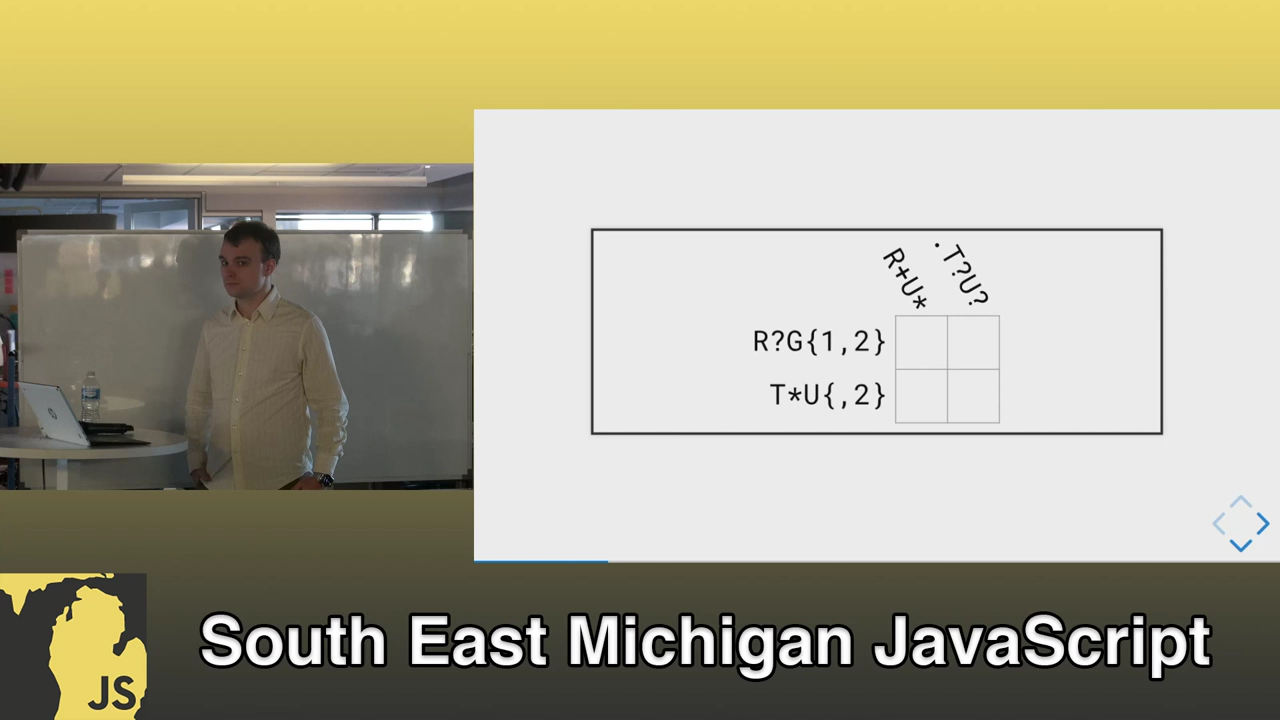 R+U*
.T?U?
R?G{1,2}
T*U{,2}
JS
South East Michigan JavaScript